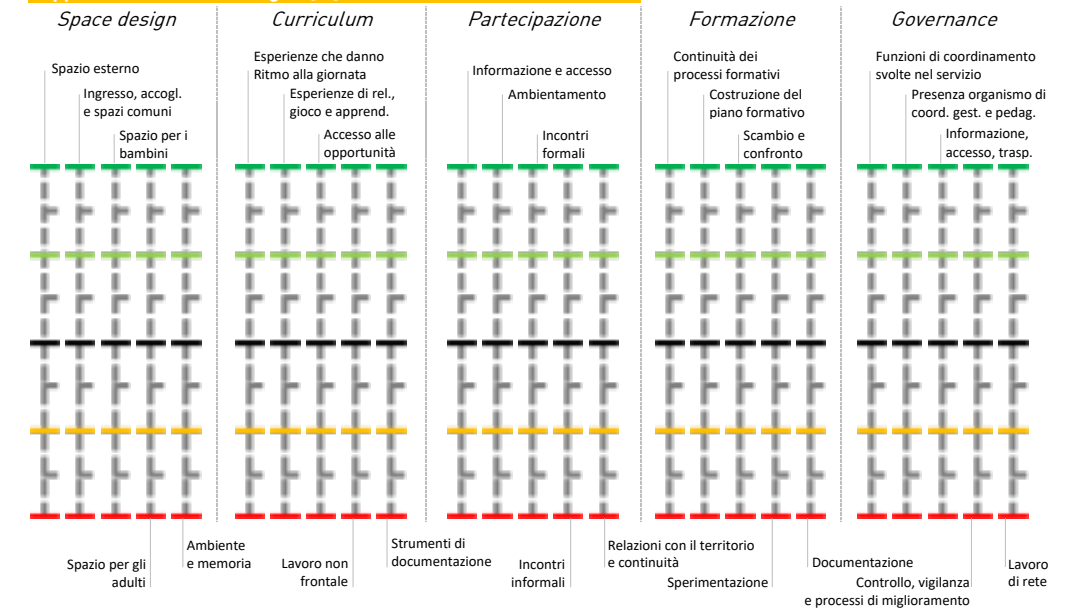 Space design
Curriculum
Partecipazione
Formazione
Governance
Spazio esterno
Ingresso, accogl.
e spazi comuni
Spazio per i
bambini
Esperienze che danno
Ritmo alla giornata
Esperienze di rel.,
gioco e apprend.
Accesso alle
opportunità
Informazione e accesso
Ambientamento
Incontri
formali
Continuità dei
processi formativi
Costruzione del
piano formativo
Scambio e
confronto
Funzioni di coordinamento
svolte nel servizio
Presenza organismo di
coord. gest. e pedag.
Informazione,
accesso, trasp.
Spazio per gli
adulti
Ambiente
e memoria
Lavoro non
frontale
Strumenti di
documentazione
Incontri
informali
Relazioni con il territorio
e continuità
Sperimentazione
Documentazione
Controllo, vigilanza
e processi di miglioramento
Lavoro
di rete